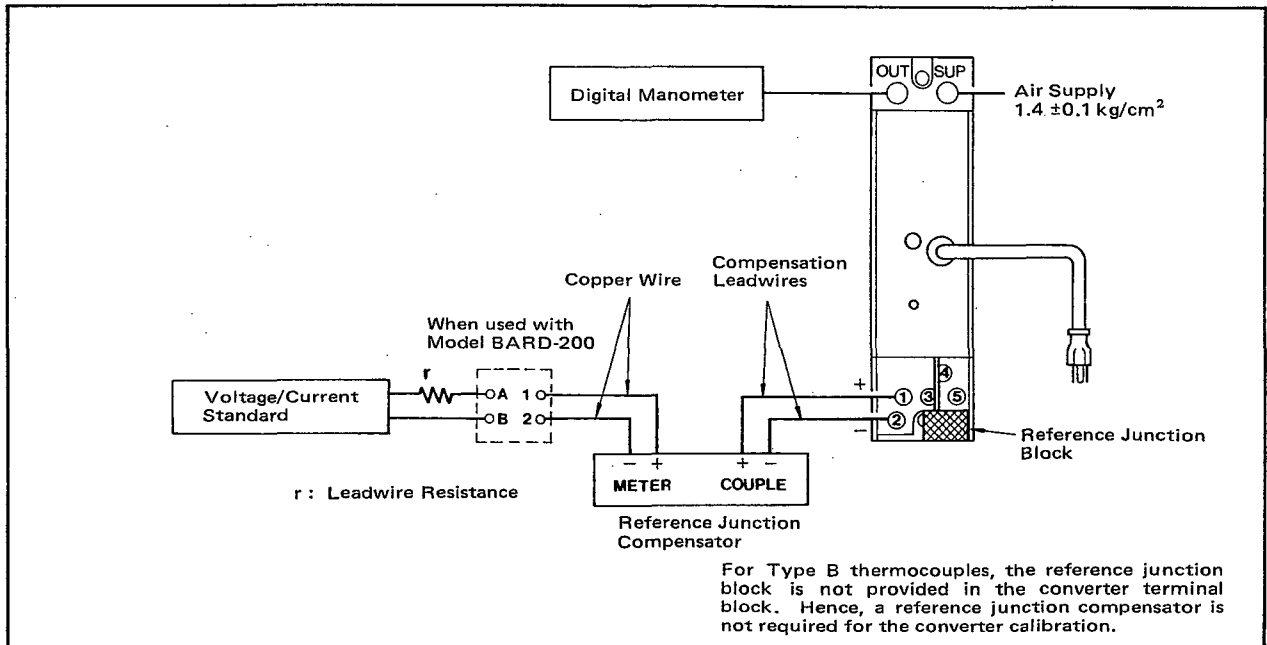 OUT SUP
Digital Manometer
Air Supply
1.4 ±0.1 kg/cm²
Copper Wire
Compensation
Leadwires
When used with
Model BARD-200
r
Voltage/Current
Standard
A 1
B 2
+
−
① ③ ④ ⑤
②
Reference Junction
Block
− +
METER
+ −
COUPLE
r : Leadwire Resistance
Reference Junction
Compensator
For Type B thermocouples, the reference junction
block is not provided in the converter terminal
block. Hence, a reference junction compensator is
not required for the converter calibration.